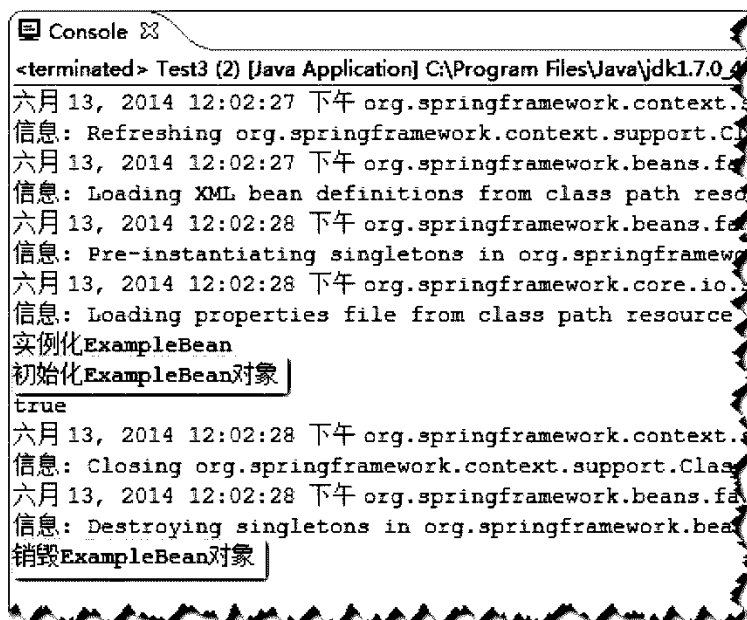 Console
<terminated> Test3 (2) [Java Application] C:\Program Files\Java\jdk1.7.0_4
六月 13, 2014 12:02:27 下午 org.springframework.context.s
信息: Refreshing org.springframework.context.support.Cl
六月 13, 2014 12:02:27 下午 org.springframework.beans.fa
信息: Loading XML bean definitions from class path reso
六月 13, 2014 12:02:28 下午 org.springframework.beans.fa
信息: Pre-instantiating singletons in org.springframewo
六月 13, 2014 12:02:28 下午 org.springframework.core.io.
信息: Loading properties file from class path resource
实例化ExampleBean
初始化ExampleBean对象
true
六月 13, 2014 12:02:28 下午 org.springframework.context.s
信息: Closing org.springframework.context.support.Clas
六月 13, 2014 12:02:28 下午 org.springframework.beans.fa
信息: Destroying singletons in org.springframework.bea
销毁ExampleBean对象